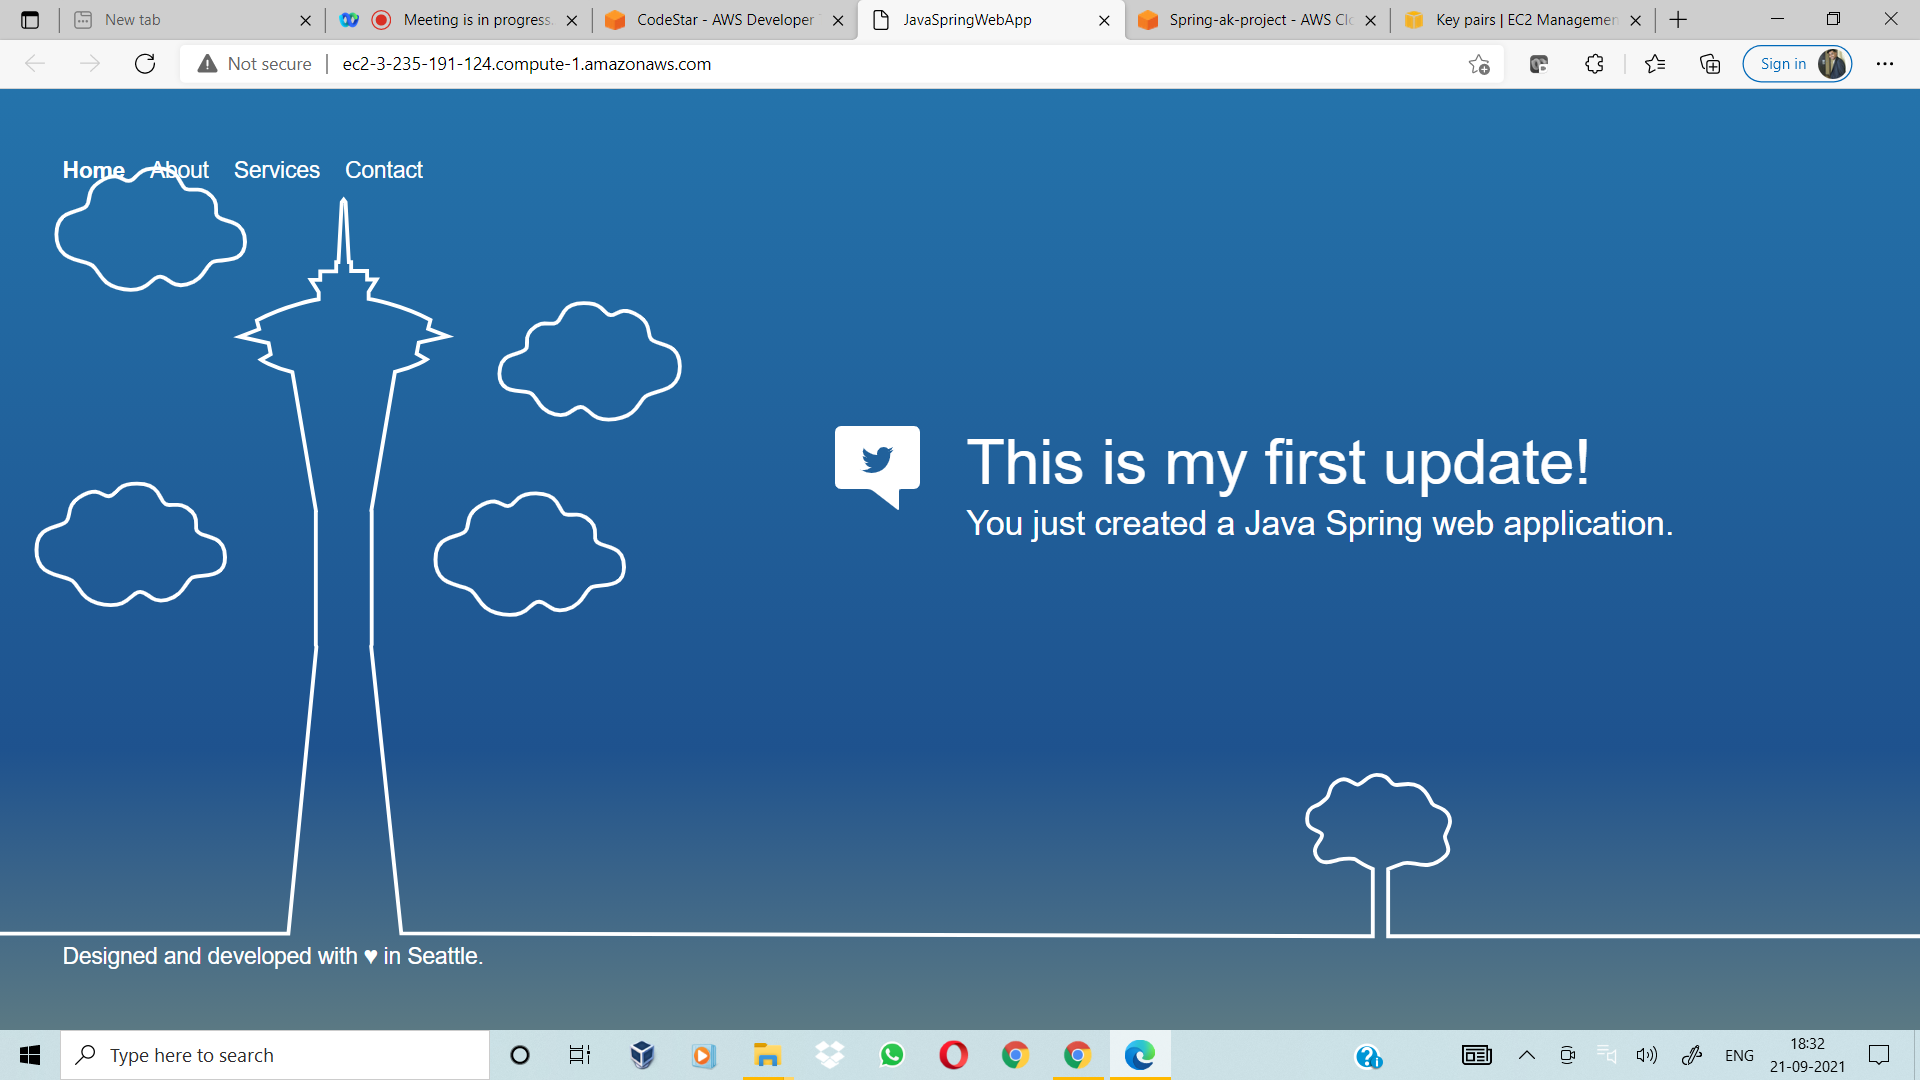 New tab
Meeting is in progress.
CodeStar - AWS Developer
JavaSpringWebApp
Spring-ak-project - AWS Clo
Key pairs | EC2 Managemen
Not secure
ec2-3-235-191-124.compute-1.amazonaws.com
Sign in
Home About Services Contact
This is my first update!
You just created a Java Spring web application.
Designed and developed with ♥ in Seattle.
Type here to search
ENG
18:32
21-09-2021